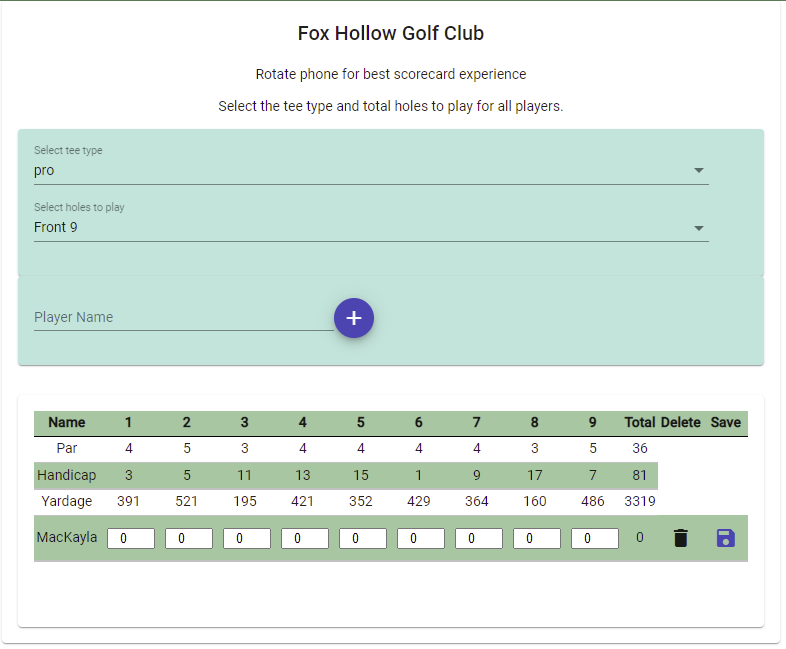 Fox Hollow Golf Club
Rotate phone for best scorecard experience
Select the tee type and total holes to play for all players.
Select tee type
pro
Select holes to play
Front 9
Player Name
+
Name 1 2 3 4 5 6 7 8 9 Total Delete Save
Par 4 5 3 4 4 4 4 3 5 36
Handicap 3 5 11 13 15 1 9 17 7 81
Yardage 391 521 195 421 352 429 364 160 486 3319
MacKayla 0 0 0 0 0 0 0 0 0 0